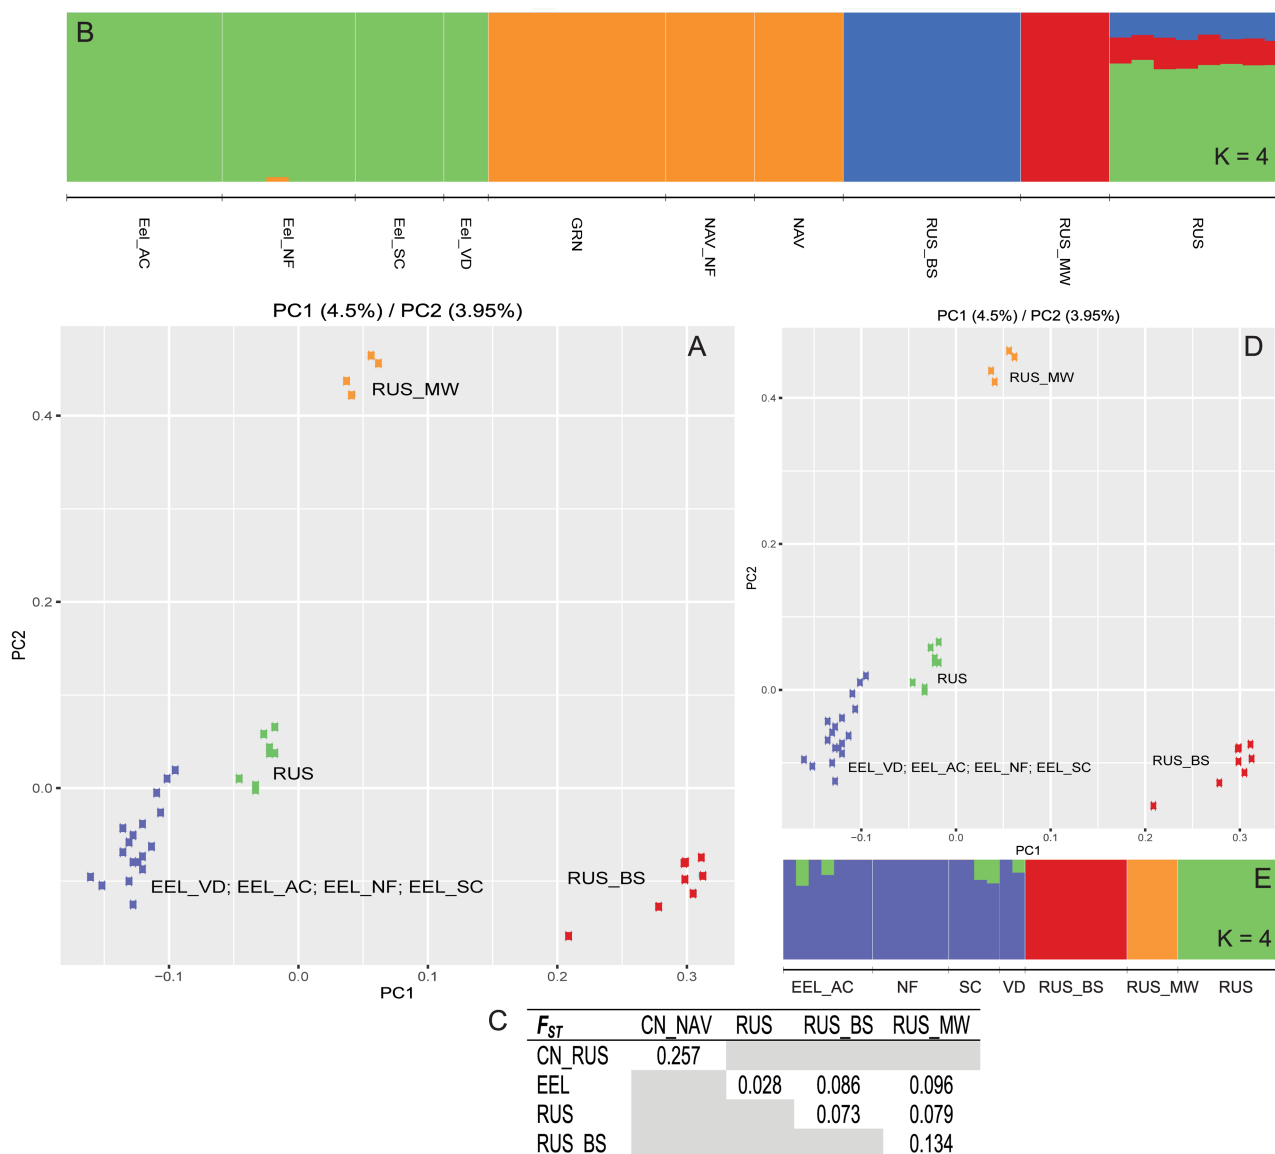 B
K = 4
Eel_AC
Eel_NF
Eel_SC
Eel_VD
GRN
NAV_NF
NAV
RUS_BS
RUS_MW
RUS
PC1 (4.5%) / PC2 (3.95%)
A
RUS_MW
0.4
0.2
PC2
RUS
0.0
EEL_VD; EEL_AC; EEL_NF; EEL_SC
RUS_BS
−0.1
0.0
0.1
0.2
0.3
PC1
PC1 (4.5%) / PC2 (3.95%)
D
RUS_MW
0.4
0.2
PC2
RUS
0.0
RUS_BS
EEL_VD; EEL_AC; EEL_NF; EEL_SC
−0.1
0.0
0.1
0.2
0.3
PC1
E
K = 4
EEL_AC
NF
SC
VD
RUS_BS
RUS_MW
RUS
C
FST CN_NAV RUS RUS_BS RUS_MW
CN_RUS 0.257
EEL 0.028 0.086 0.096
RUS 0.073 0.079
RUS_BS 0.134